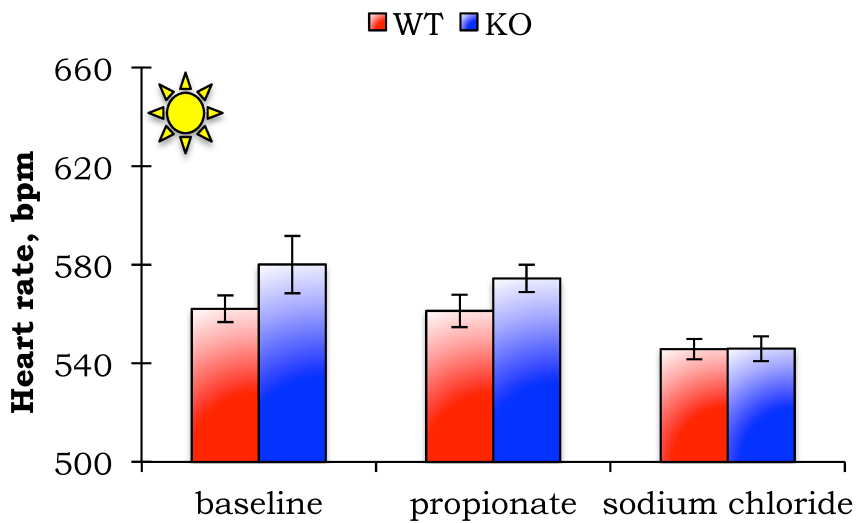 WT KO
660
620
580
540
500
Heart rate, bpm
baseline propionate sodium chloride